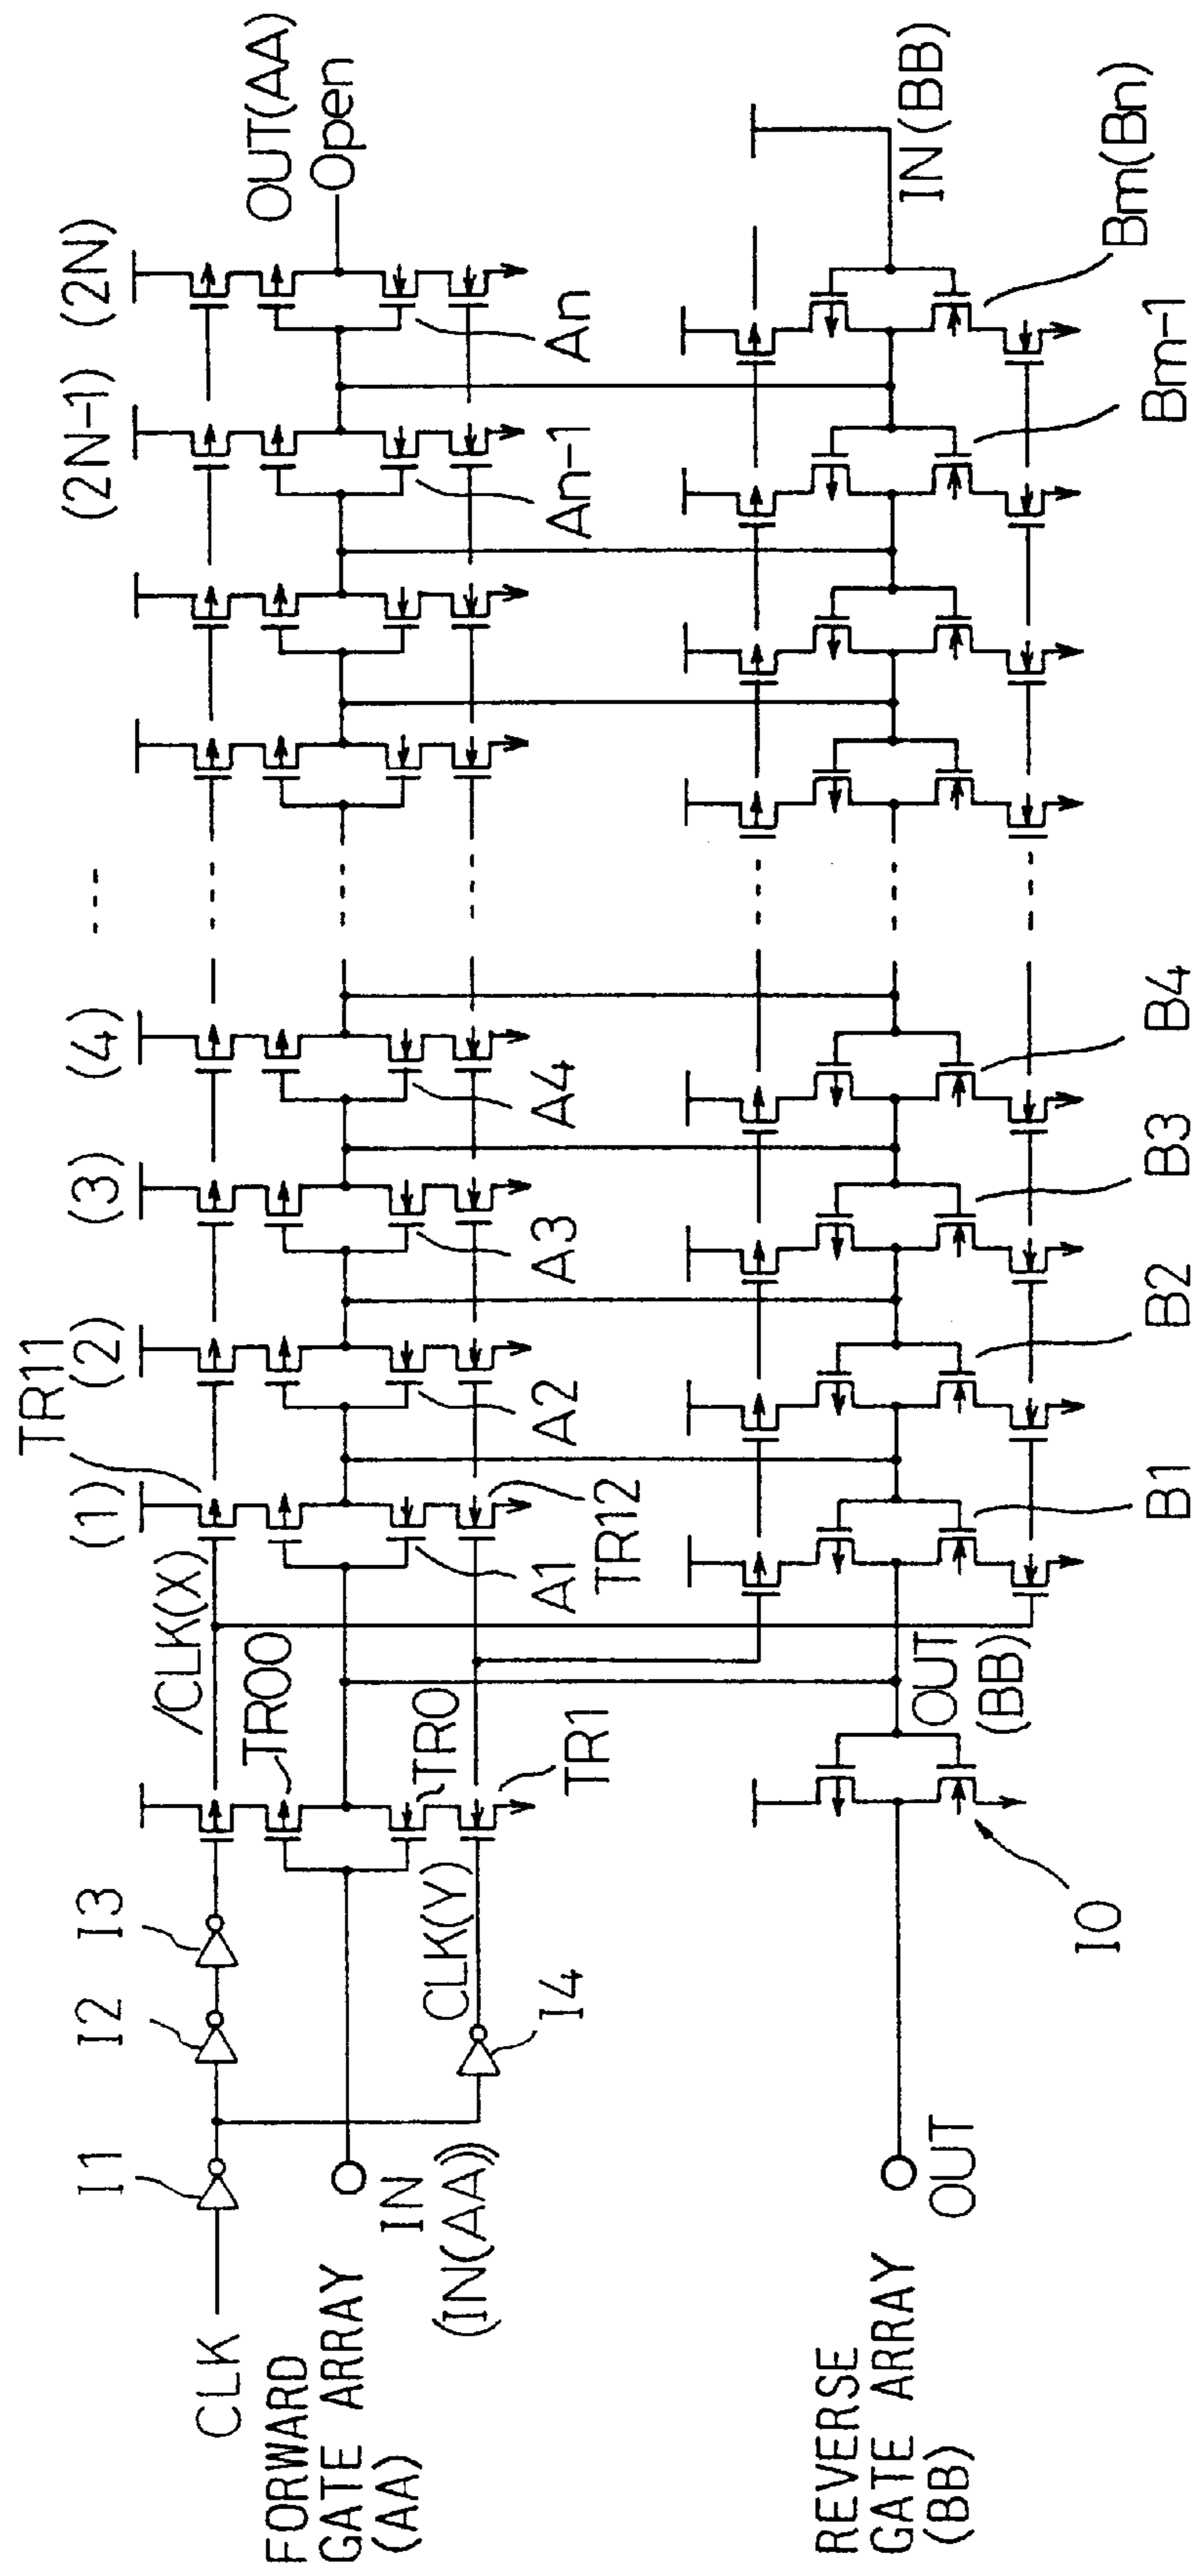 CLK
FORWARD
GATE ARRAY
(AA)
I1
I2
I3
I4
IN
(IN(AA))
/CLK(X)
CLK(Y)
TR00
TR0
TR1
TR11
TR12
(1)
(2)
(3)
(4)
---
(2N-1)
(2N)
A1
A2
A3
A4
An-1
An
OUT(AA)
Open
REVERSE
GATE ARRAY
(BB)
OUT
I0
OUT
(BB)
B1
B2
B3
B4
Bm-1
Bm(Bn)
IN(BB)